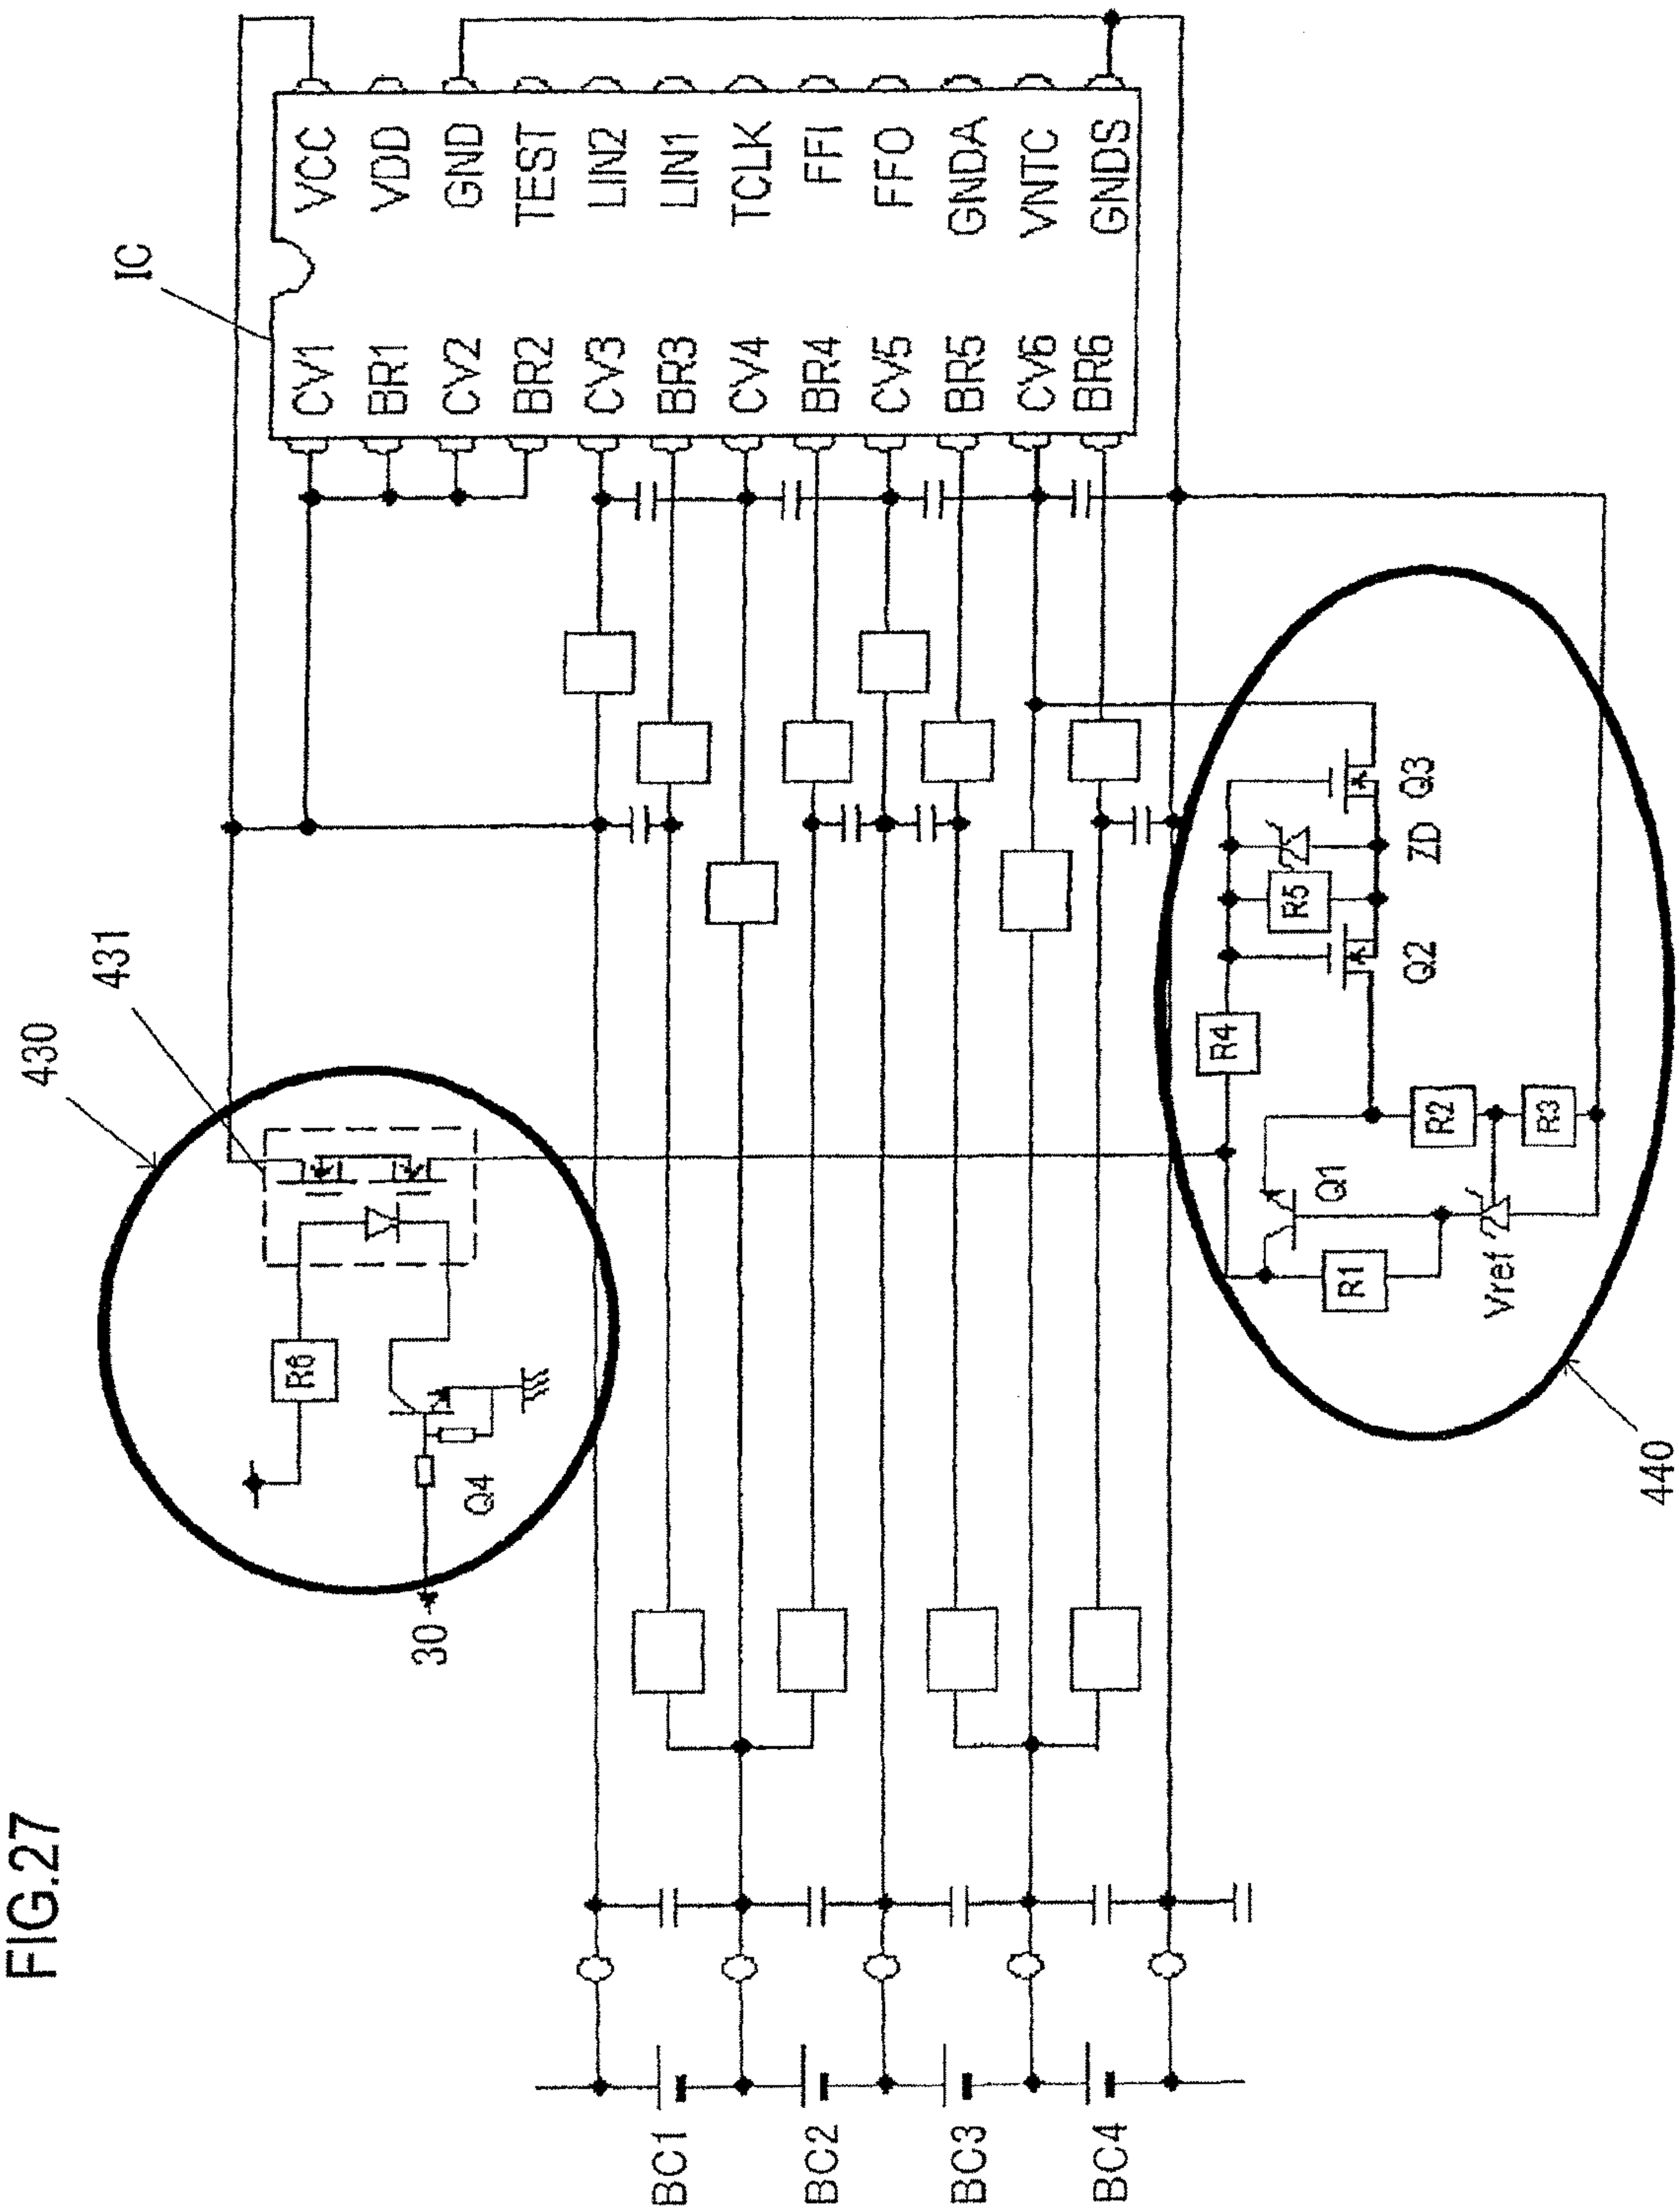 FIG.27
IC
CV1 VCC
BR1 VDD
CV2 GND
BR2 TEST
CV3 LIN2
BR3 LIN1
CV4 TCLK
BR4 FFI
CV5 FFO
BR5 GNDA
CV6 VNTC
BR6 GNDS
430
431
R6
30
Q4
BC1
BC2
BC3
BC4
R4
R5
ZD
Q3
Q2
Q1
R1
R2
R3
Vref
440